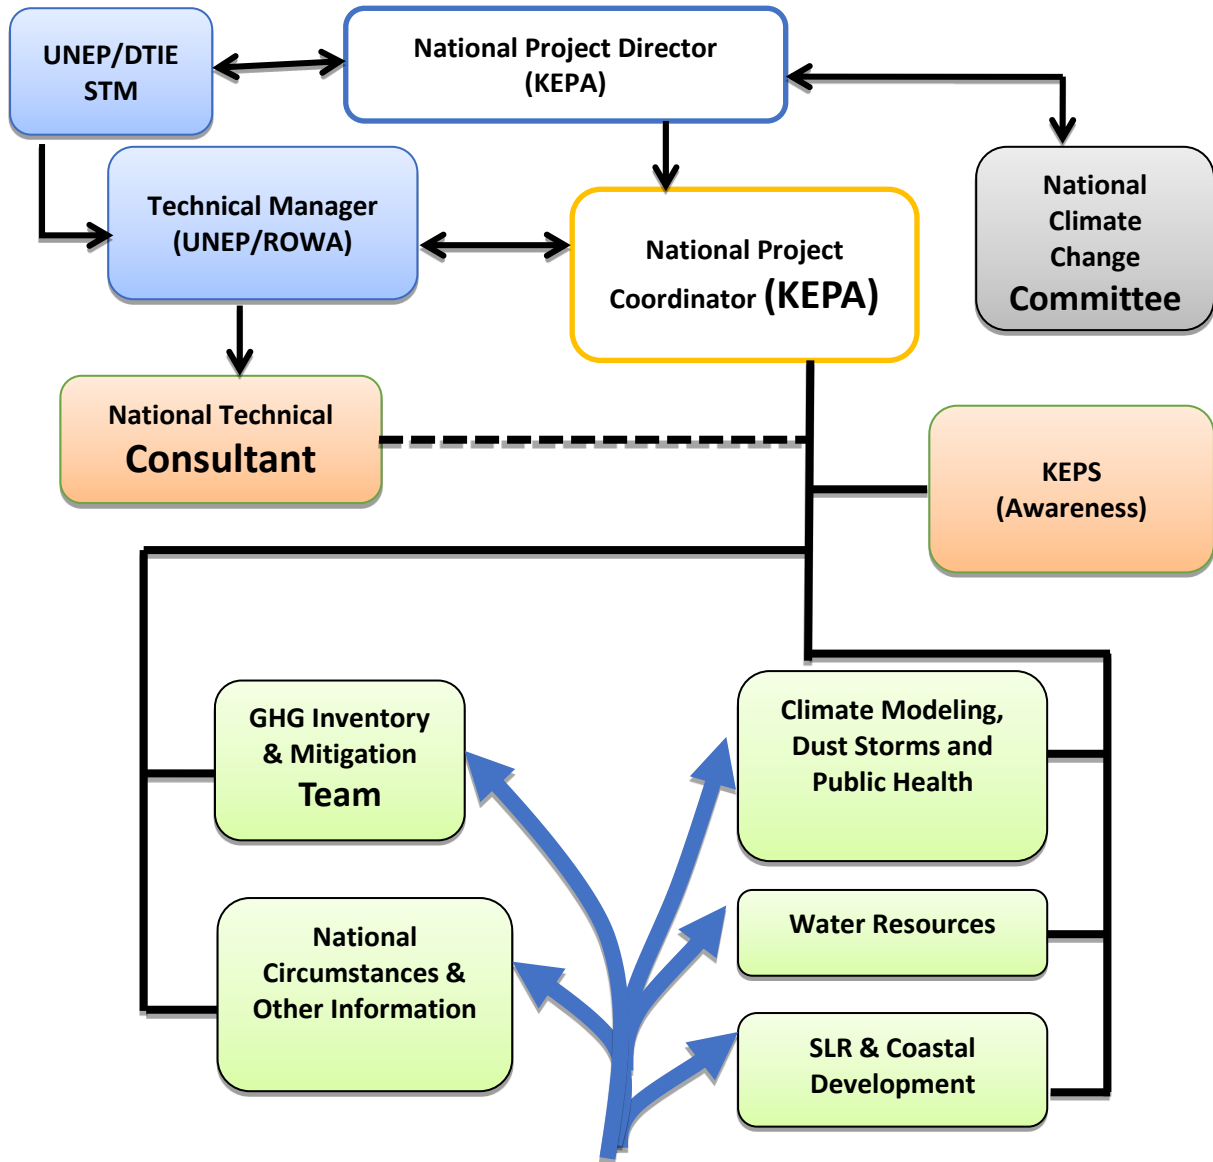 UNEP/DTIE
STM
National Project Director
(KEPA)
Technical Manager
(UNEP/ROWA)
National Project
Coordinator (KEPA)
National
Climate
Change
Committee
National Technical
Consultant
KEPS
(Awareness)
GHG Inventory
& Mitigation
Team
Climate Modeling,
Dust Storms and
Public Health
National
Circumstances &
Other Information
Water Resources
SLR & Coastal
Development